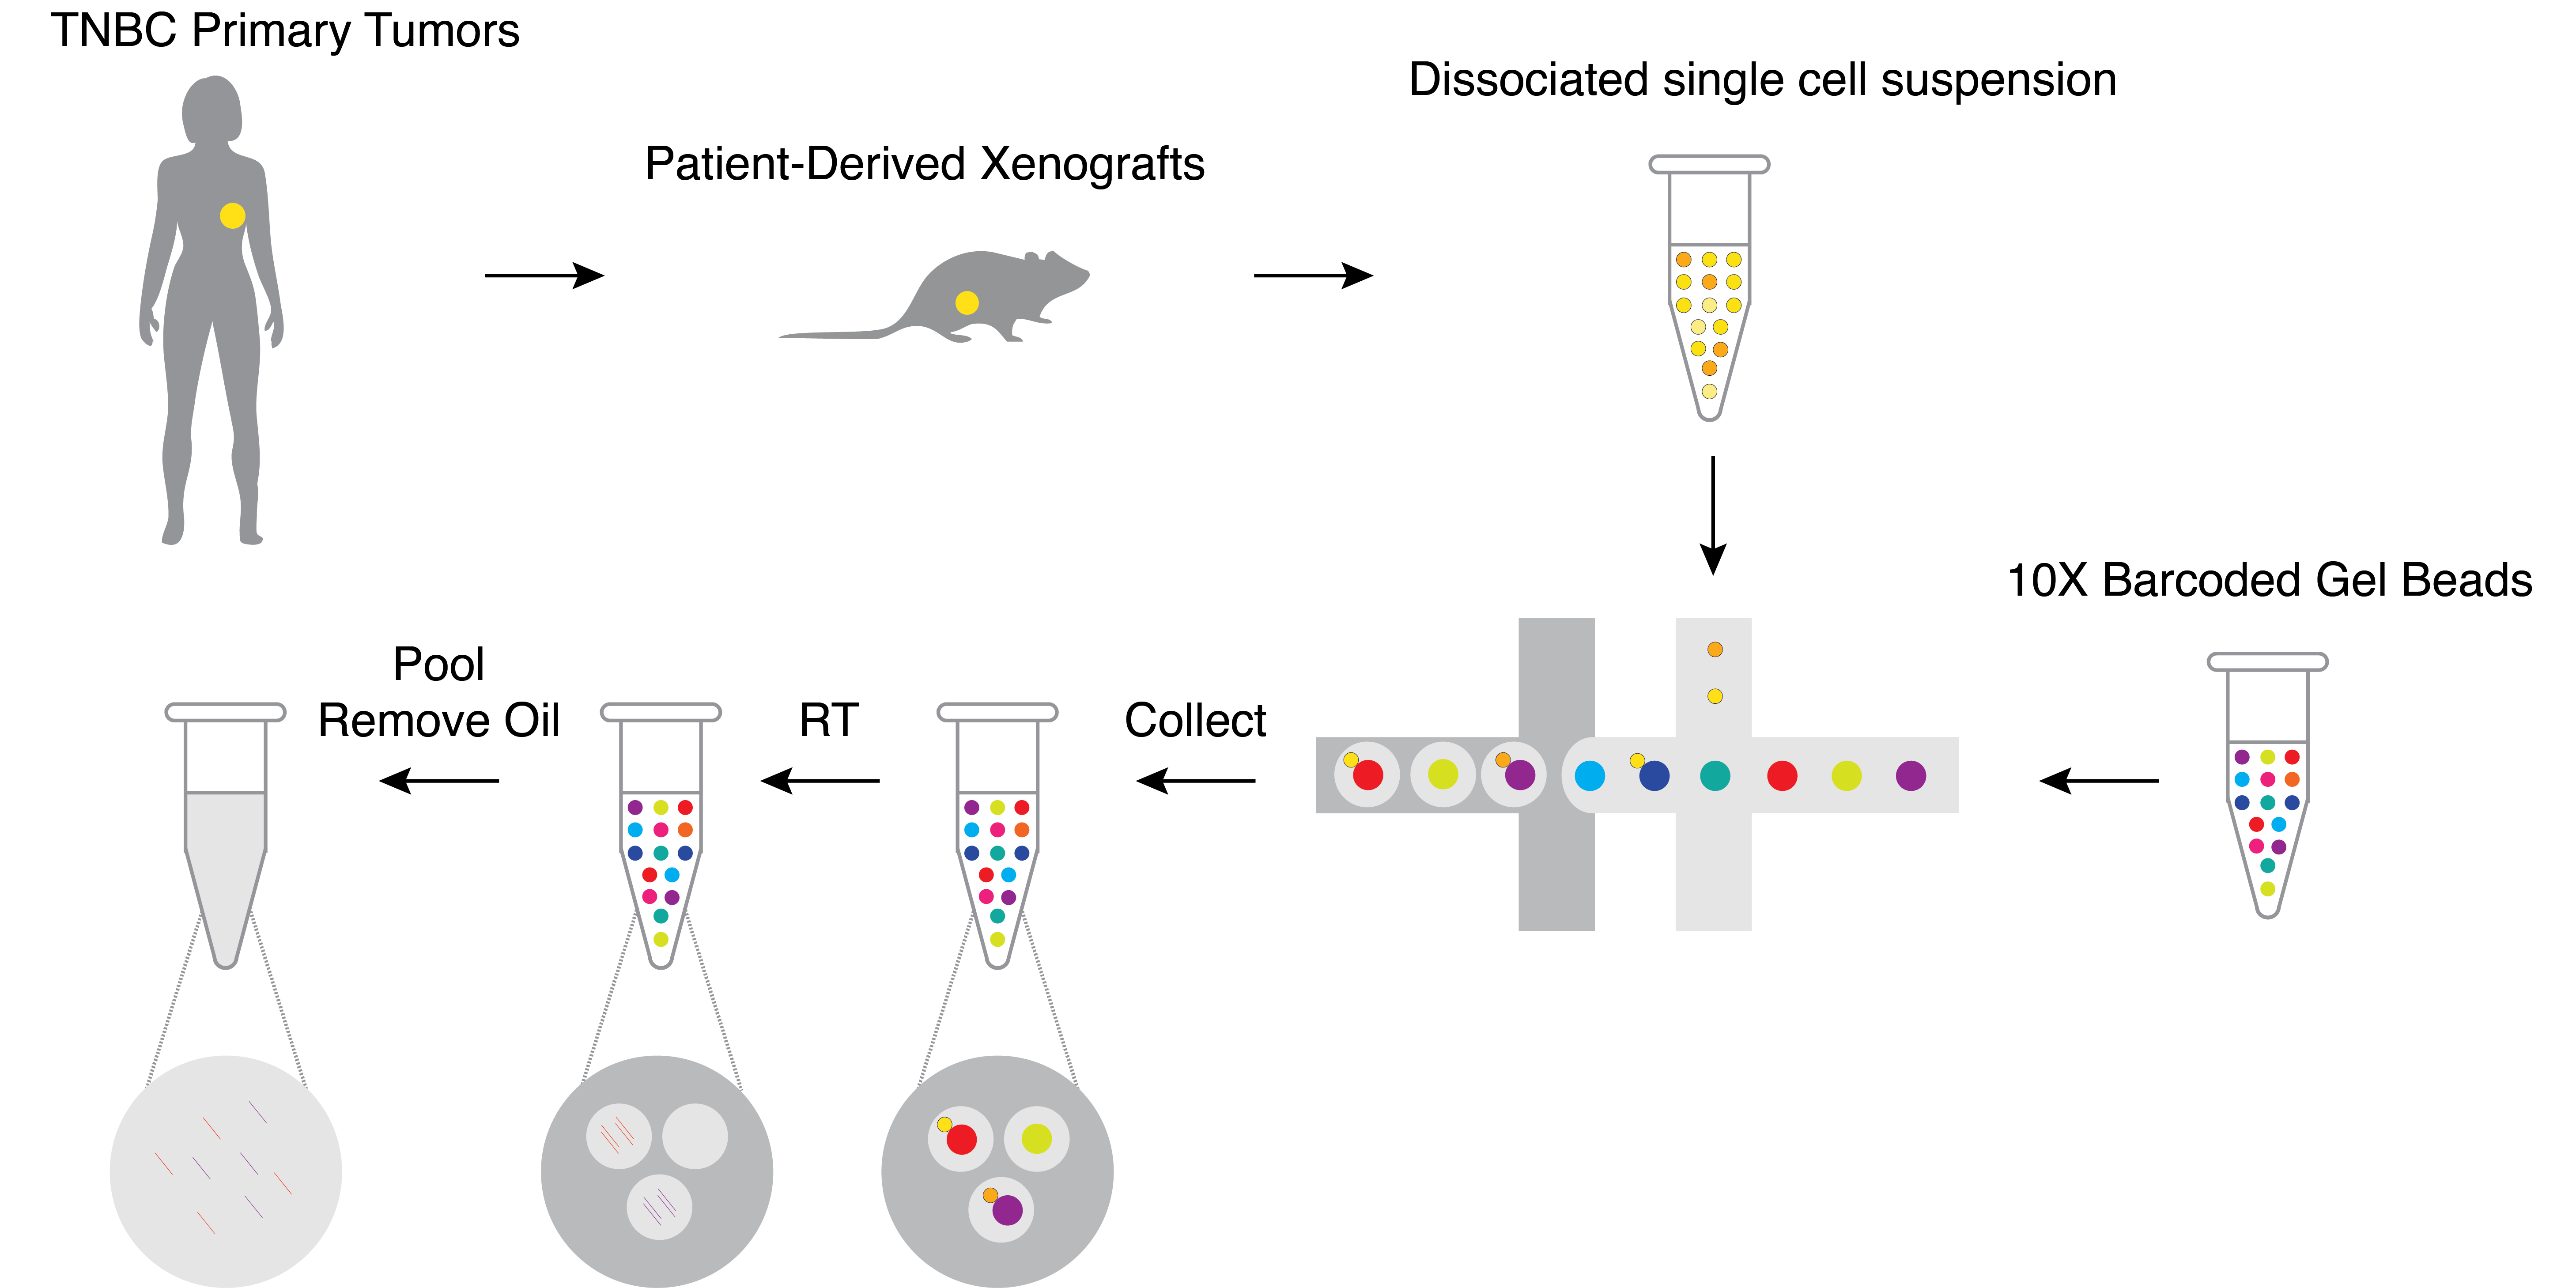 TNBC Primary Tumors
Patient-Derived Xenografts
Dissociated single cell suspension
10X Barcoded Gel Beads
Collect
RT
Pool
Remove Oil